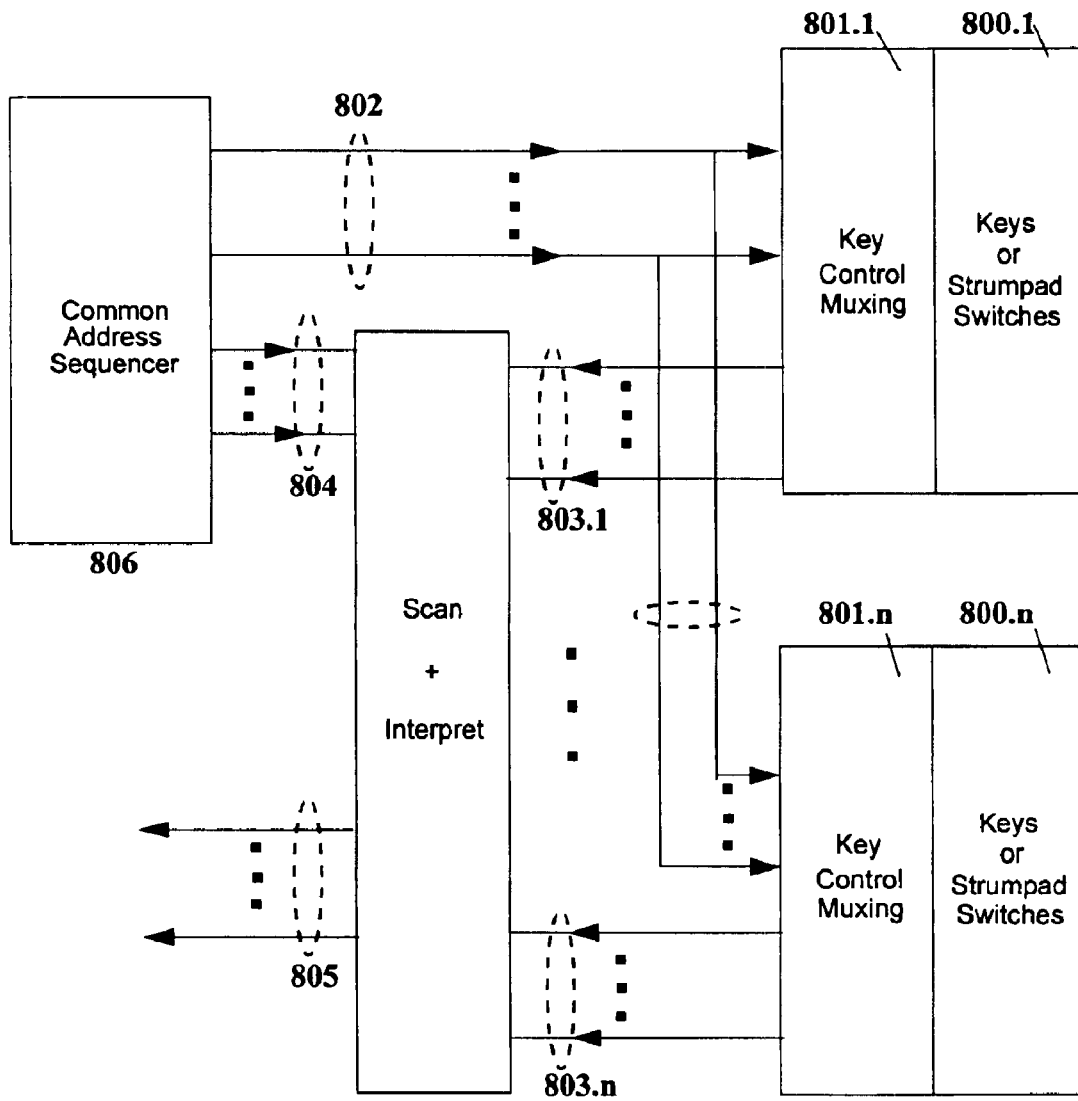 801.1 800.1
802
Common
Address
Sequencer
806
Key
Control
Muxing
Keys
or
Strumpad
Switches
804
803.1
Scan
+
Interpret
801.n 800.n
Key
Control
Muxing
Keys
or
Strumpad
Switches
805
803.n